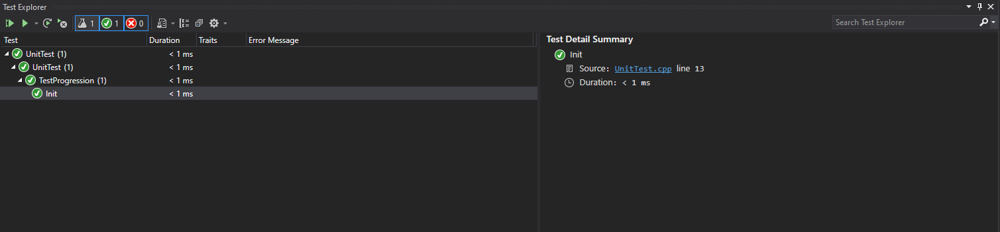 Test Explorer
1 1 0 Search Test Explorer
Test Duration Traits Error Message
UnitTest (1) < 1 ms
UnitTest (1) < 1 ms
TestProgression (1) < 1 ms
Init < 1 ms
Test Detail Summary
Init
Source: UnitTest.cpp line 13
Duration: < 1 ms